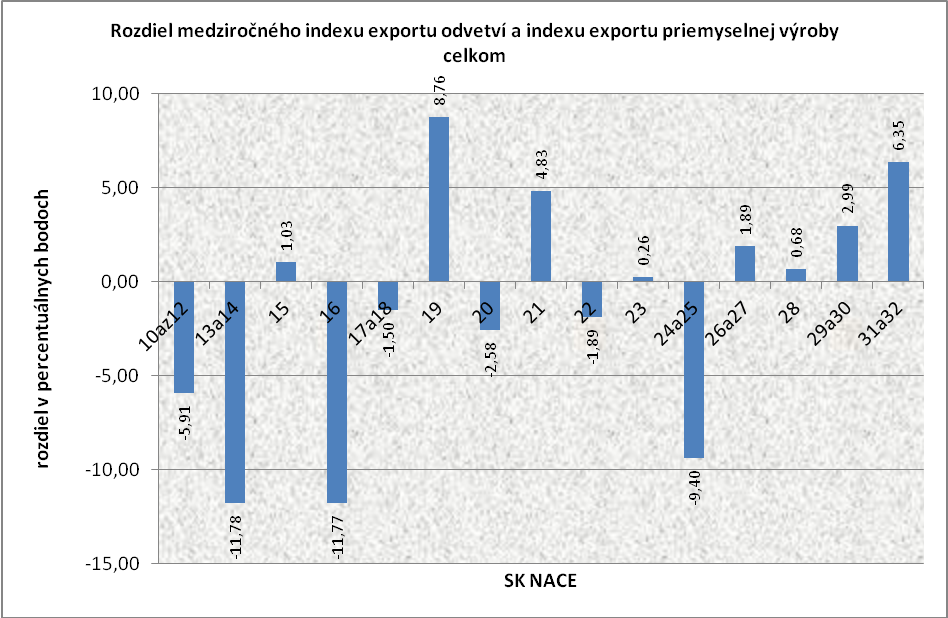 Rozdiel medziročného indexu exportu odvetví a indexu exportu priemyselnej výroby
celkom
rozdiel v percentuálnych bodoch
10,00
5,00
0,00
-5,00
-10,00
-15,00
8,76
4,83
6,35
1,03
0,26
1,89
0,68
2,99
10az12
13a14
15
16
17a18
19
20
21
22
23
24a25
26a27
28
29a30
31a32
-5,91
-11,78
-11,77
-1,50
-2,58
-1,89
-9,40
SK NACE